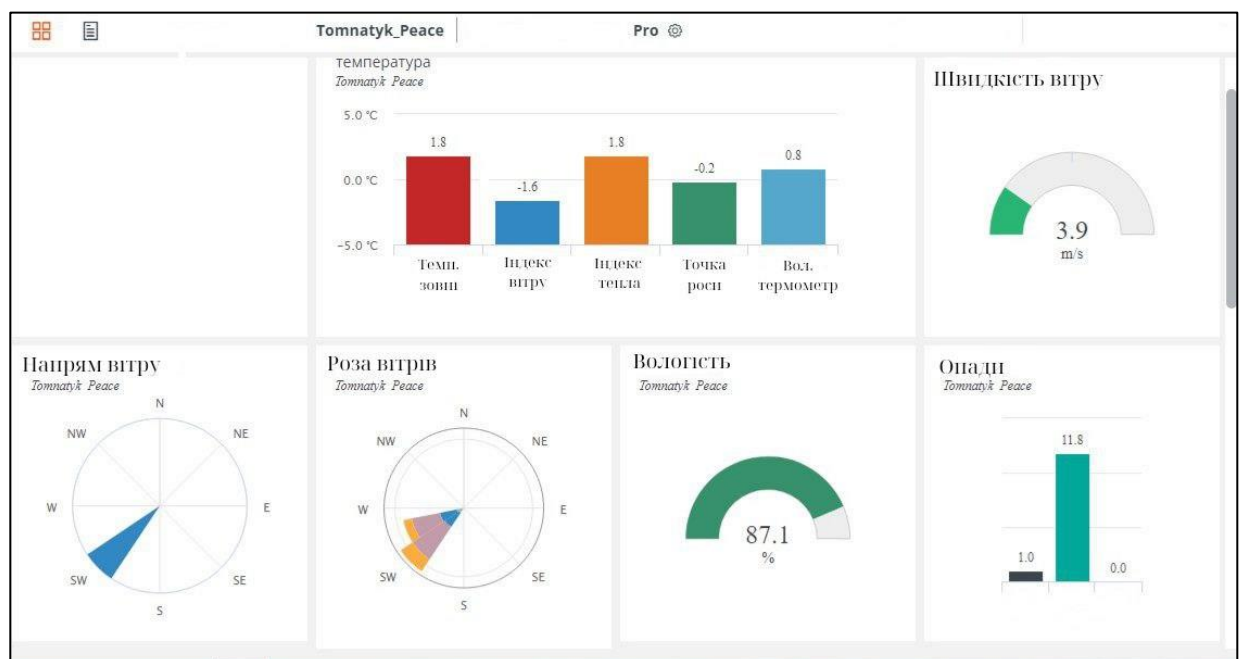 Tomnatyk_Peace
Pro
температура
Tomnatyk Peace
5.0 °C
0.0 °C
−5.0 °C
1.8
-1.6
1.8
-0.2
0.8
Темп.
зовні
Індекс
вітру
Індекс
тепла
Точка
роси
Вол.
термометр
Швидкість вітру
3.9
m/s
Напрям вітру
Tomnatyk Peace
N
NW
NE
W
E
SW
SE
S
Роза вітрів
Tomnatyk Peace
N
NW
NE
W
E
SW
SE
S
Вологість
Tomnatyk Peace
87.1
%
Опади
Tomnatyk Peace
11.8
1.0
0.0